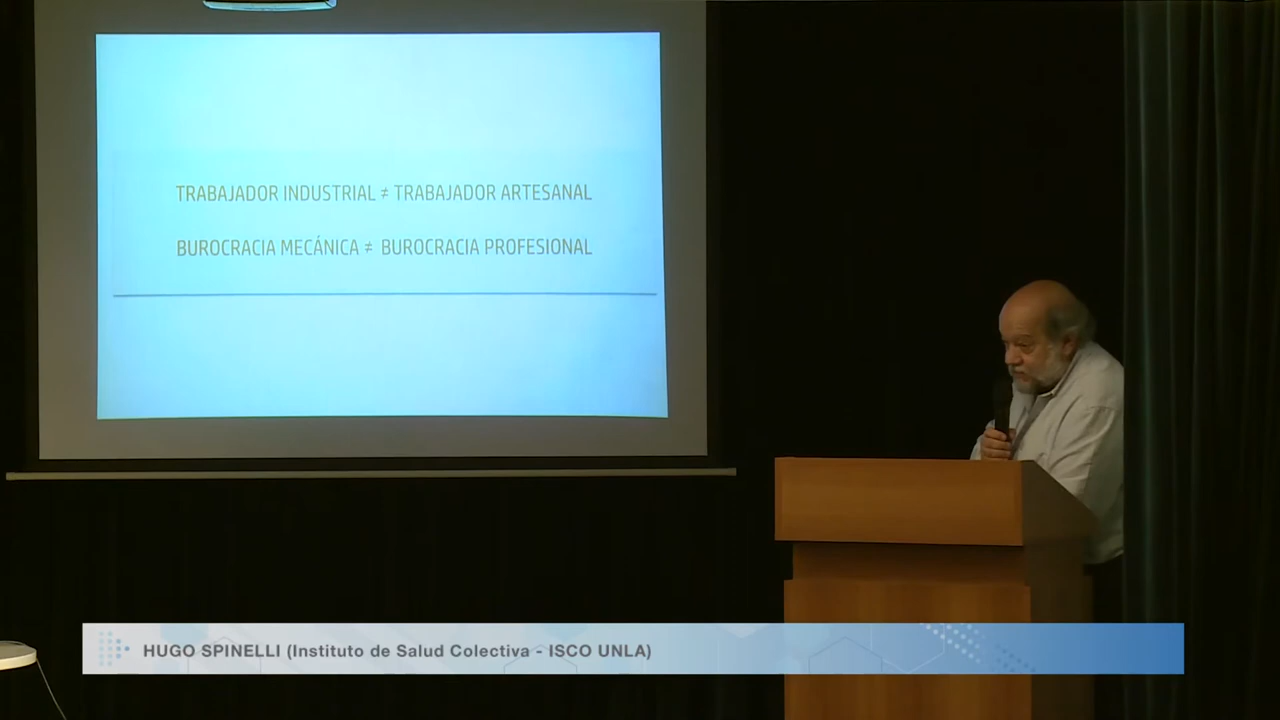 TRABAJADOR INDUSTRIAL ≠ TRABAJADOR ARTESANAL
BUROCRACIA MECÁNICA ≠ BUROCRACIA PROFESIONAL
HUGO SPINELLI (Instituto de Salud Colectiva - ISCO UNLA)